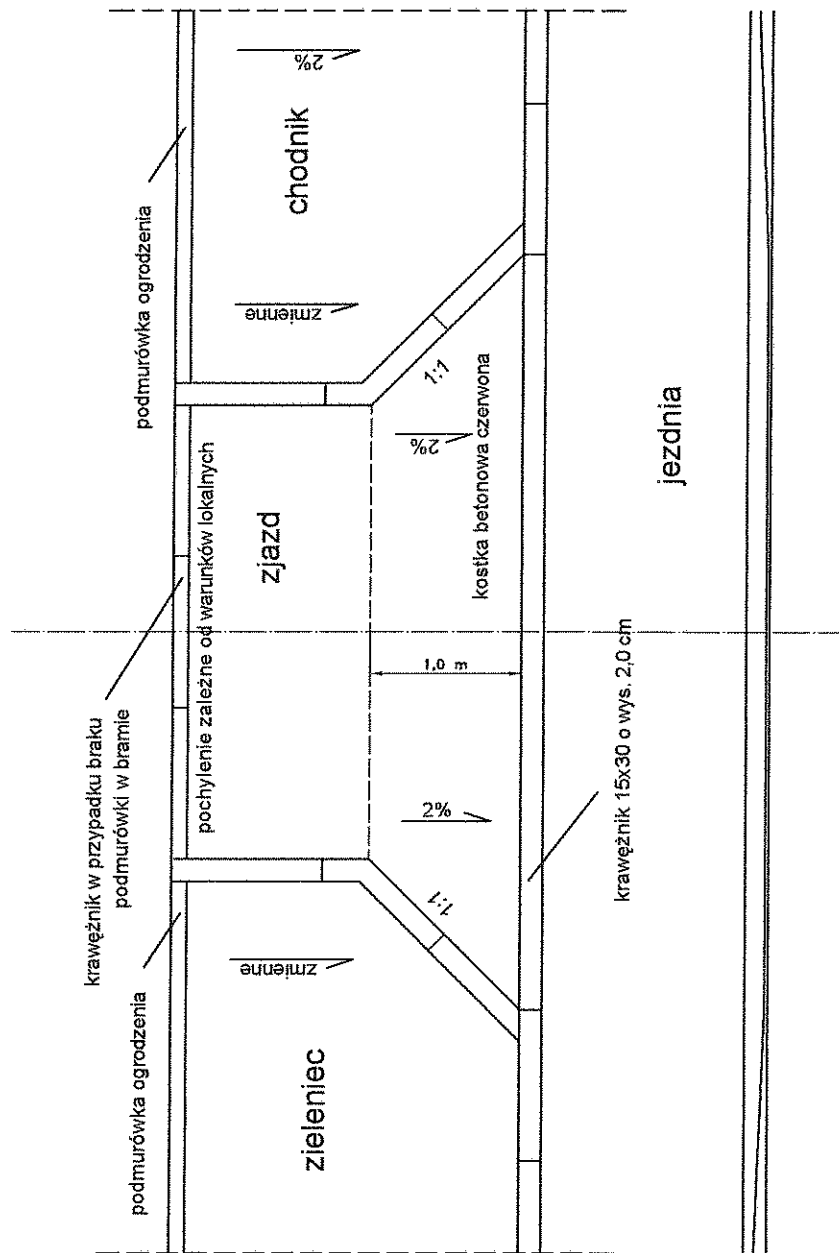 podmurówka ogrodzenia
krawężnik w przypadku braku
podmurówki w bramie
podmurówka ogrodzenia
pochylenie zależne od warunków lokalnych
zieleniec
zjazd
chodnik
zmienne
zmienne
2%
1:1
2%
1,0 m
2%
1:1
kostka betonowa czerwona
krawężnik 15x30 o wys. 2,0 cm
jezdnia